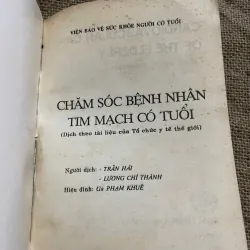 VIỆN BẢO VỆ SỨC KHỎE NGƯỜI CÓ TUỔI
CHĂM SÓC BỆNH NHÂN
TIM MẠCH CÓ TUỔI
(Dịch theo tài liệu của Tổ chức y tế thế giới)
Người dịch: - TRẦN HẢI
- LƯƠNG CHÍ THÀNH
Hiệu đính: Gs PHẠM KHUÊ